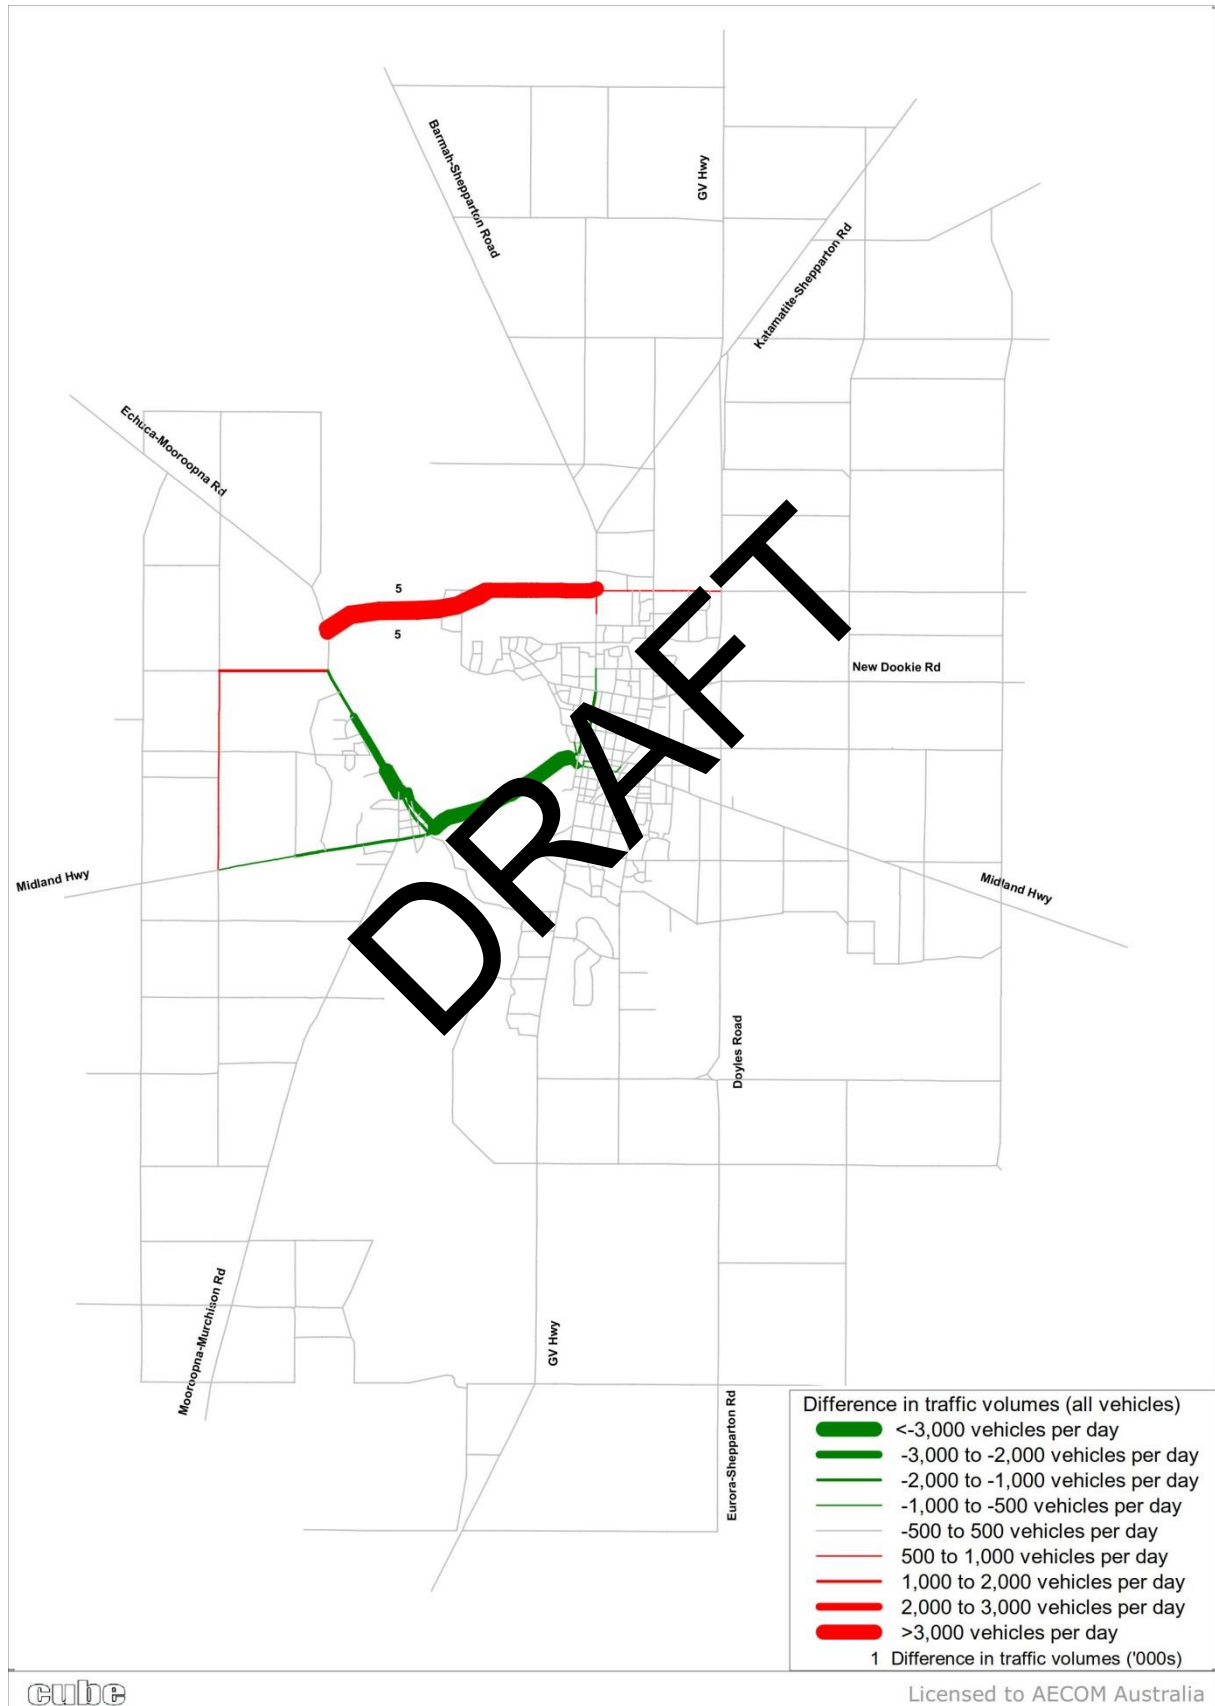 Barmah-Shepparton Road
GV Hwy
Katamatite-Shepparton Rd
Echuca-Mooroopna Rd
5
5
New Dookie Rd
DRAFT
Midland Hwy
Midland Hwy
Doyles Road
Mooroopna-Murchison Rd
GV Hwy
Eurora-Shepparton Rd
Difference in traffic volumes (all vehicles)
<-3,000 vehicles per day
-3,000 to -2,000 vehicles per day
-2,000 to -1,000 vehicles per day
-1,000 to -500 vehicles per day
-500 to 500 vehicles per day
500 to 1,000 vehicles per day
1,000 to 2,000 vehicles per day
2,000 to 3,000 vehicles per day
>3,000 vehicles per day
1 Difference in traffic volumes ('000s)
cube
Licensed to AECOM Australia